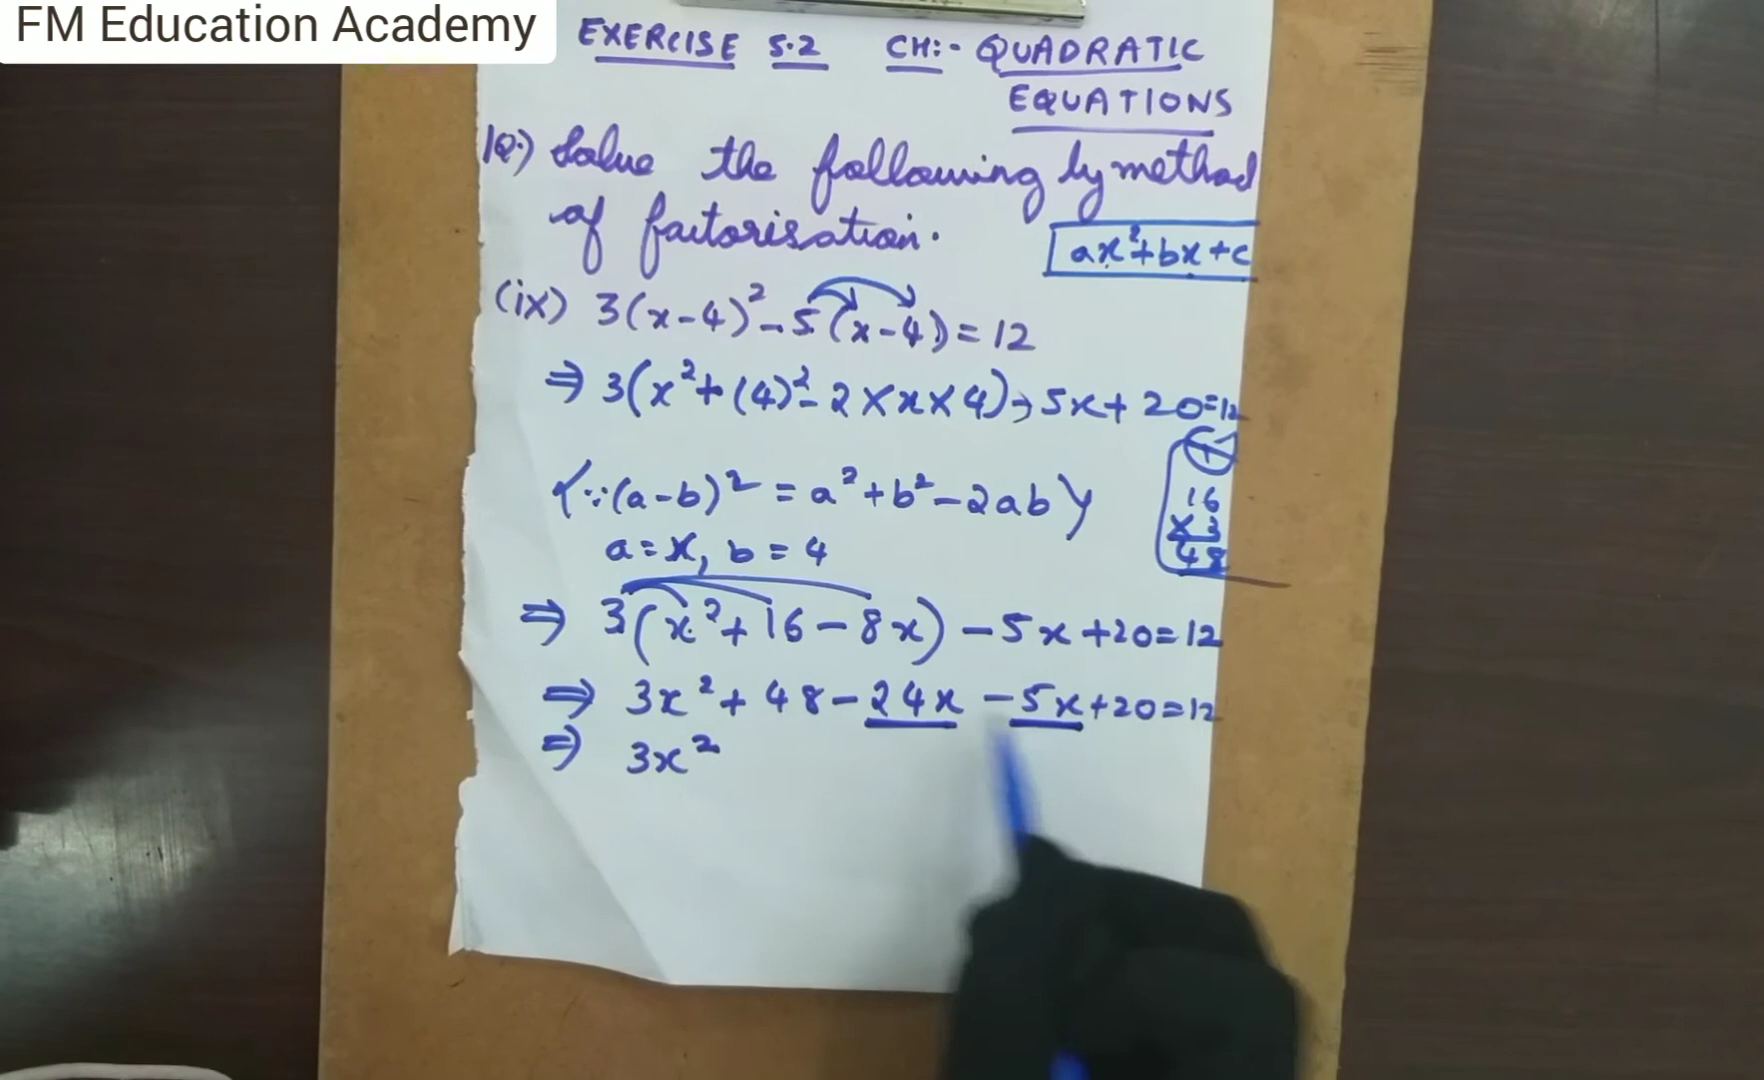 FM Education Academy
EXERCISE 5.2 CH:- QUADRATIC
EQUATIONS
1Q.) Solve the following by method
of factorisation.
ax²+bx+c
(ix) 3(x-4)²-5(x-4)=12
⇒ 3(x²+(4)²-2×x×4)-5x+20=12
{∵(a-b)²=a²+b²-2ab}
a=x, b=4
16
×3
48
⇒ 3(x²+16-8x)-5x+20=12
⇒ 3x²+48-24x-5x+20=12
⇒ 3x²